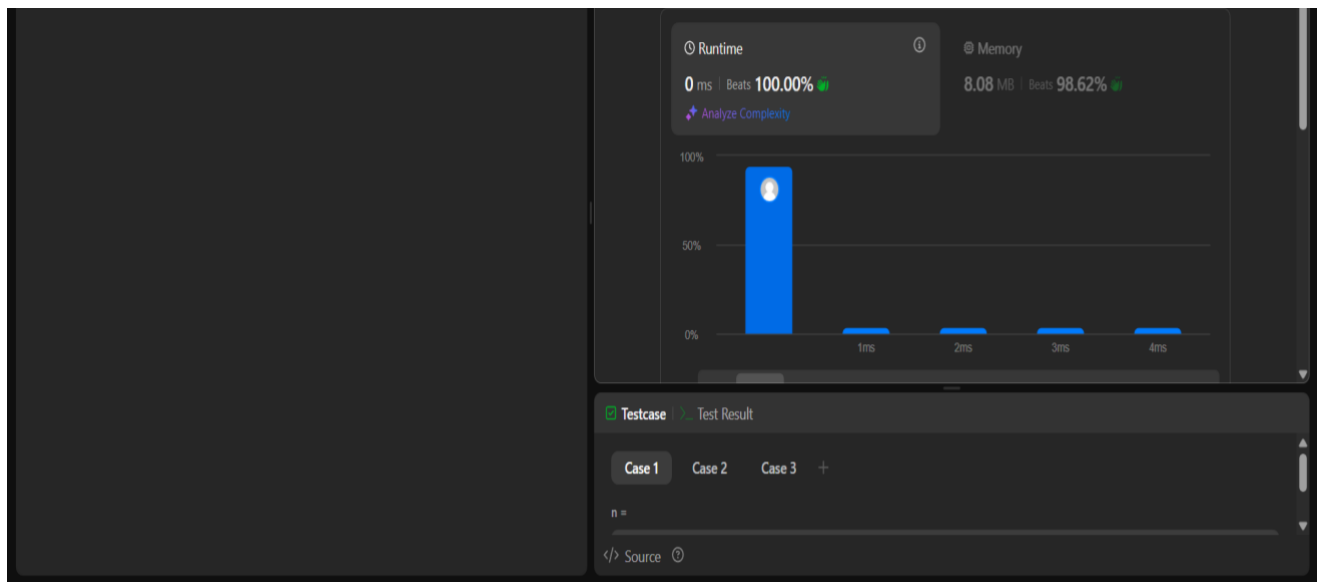 Runtime
Memory
0 ms | Beats 100.00%
8.08 MB | Beats 98.62%
Analyze Complexity
100%
50%
0%
1ms 2ms 3ms 4ms
Testcase | >_ Test Result
Case 1 Case 2 Case 3 +
n =
</> Source